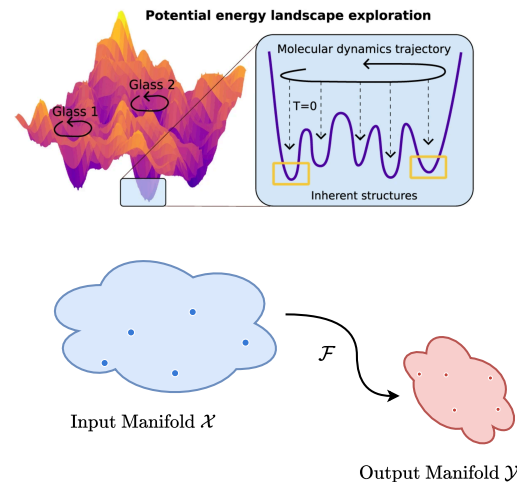 Potential energy landscape exploration
Glass 1
Glass 2
Molecular dynamics trajectory
T=0
Inherent structures
ℱ
Input Manifold 𝒳
Output Manifold 𝒴